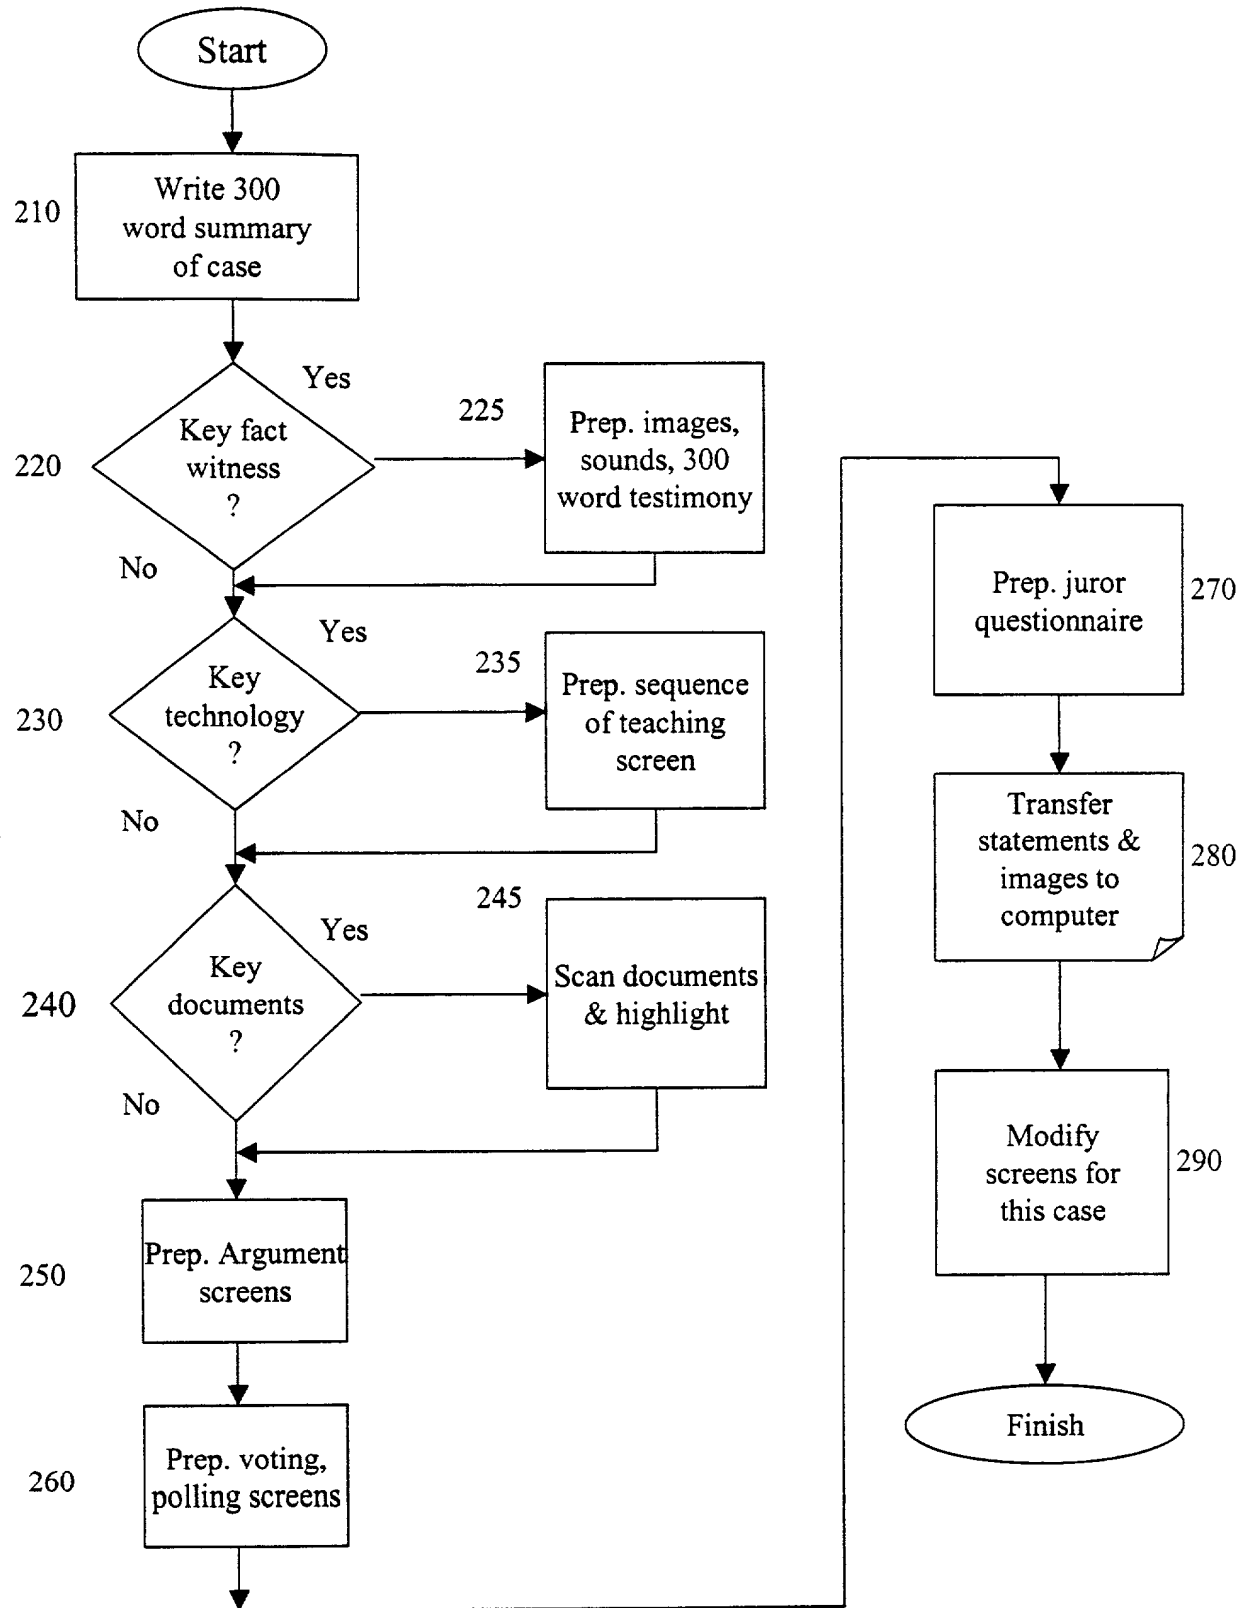 Start
210
Write 300
word summary
of case
220
Key fact
witness
?
Yes
No
225
Prep. images,
sounds, 300
word testimony
230
Key
technology
?
Yes
No
235
Prep. sequence
of teaching
screen
240
Key
documents
?
Yes
No
245
Scan documents
& highlight
250
Prep. Argument
screens
260
Prep. voting,
polling screens
Prep. juror
questionnaire
270
Transfer
statements &
images to
computer
280
Modify
screens for
this case
290
Finish